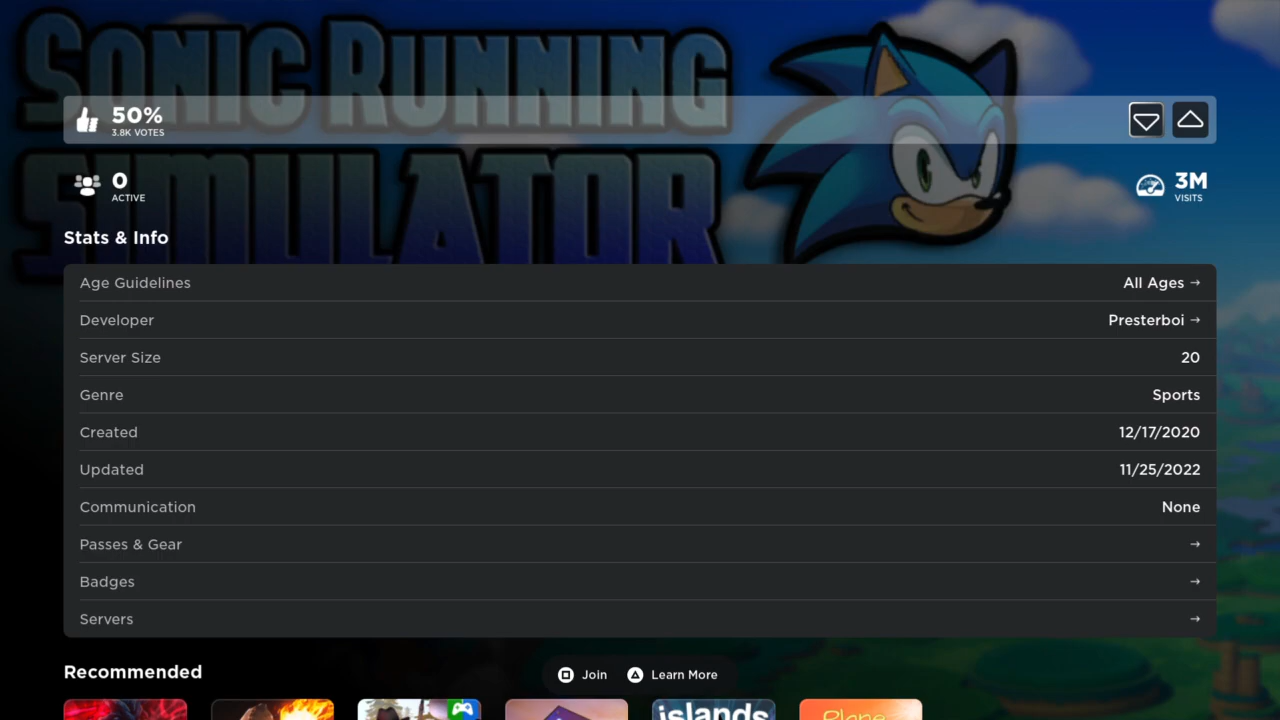 SONIC RUNNING
SIMULATOR
50%
3.8K VOTES
0
ACTIVE
3M
VISITS
Stats & Info
Age Guidelines
All Ages →
Developer
Presterboi →
Server Size
20
Genre
Sports
Created
12/17/2020
Updated
11/25/2022
Communication
None
Passes & Gear
→
Badges
→
Servers
→
Recommended
Join
Learn More
islands
Plane